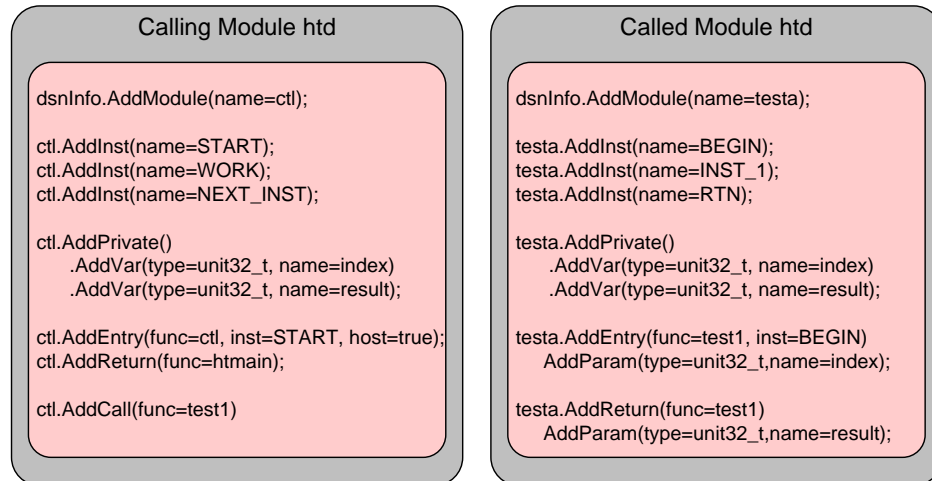 Calling Module htd
dsnInfo.AddModule(name=ctl);
ctl.AddInst(name=START);
ctl.AddInst(name=WORK);
ctl.AddInst(name=NEXT_INST);
ctl.AddPrivate()
.AddVar(type=unit32_t, name=index)
.AddVar(type=unit32_t, name=result);
ctl.AddEntry(func=ctl, inst=START, host=true);
ctl.AddReturn(func=htmain);
ctl.AddCall(func=test1)
Called Module htd
dsnInfo.AddModule(name=testa);
testa.AddInst(name=BEGIN);
testa.AddInst(name=INST_1);
testa.AddInst(name=RTN);
testa.AddPrivate()
.AddVar(type=unit32_t, name=index)
.AddVar(type=unit32_t, name=result);
testa.AddEntry(func=test1, inst=BEGIN)
AddParam(type=unit32_t,name=index);
testa.AddReturn(func=test1)
AddParam(type=unit32_t,name=result);